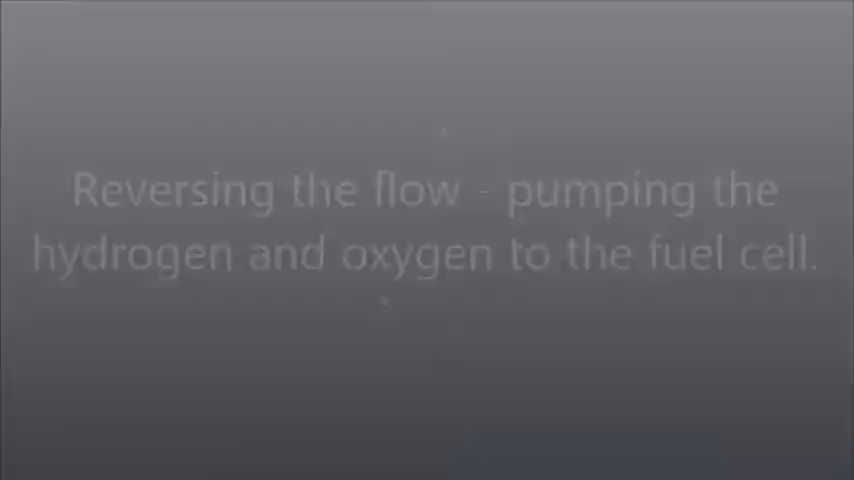 Reversing the flow - pumping the
hydrogen and oxygen to the fuel cell.